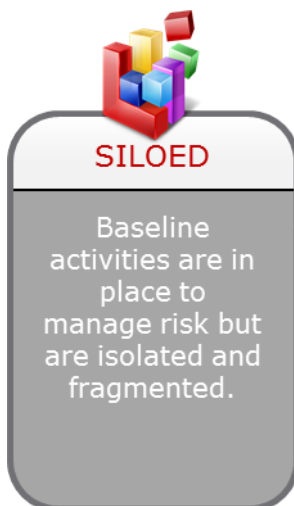 SILOED
Baseline
activities are in
place to
manage risk but
are isolated and
fragmented.